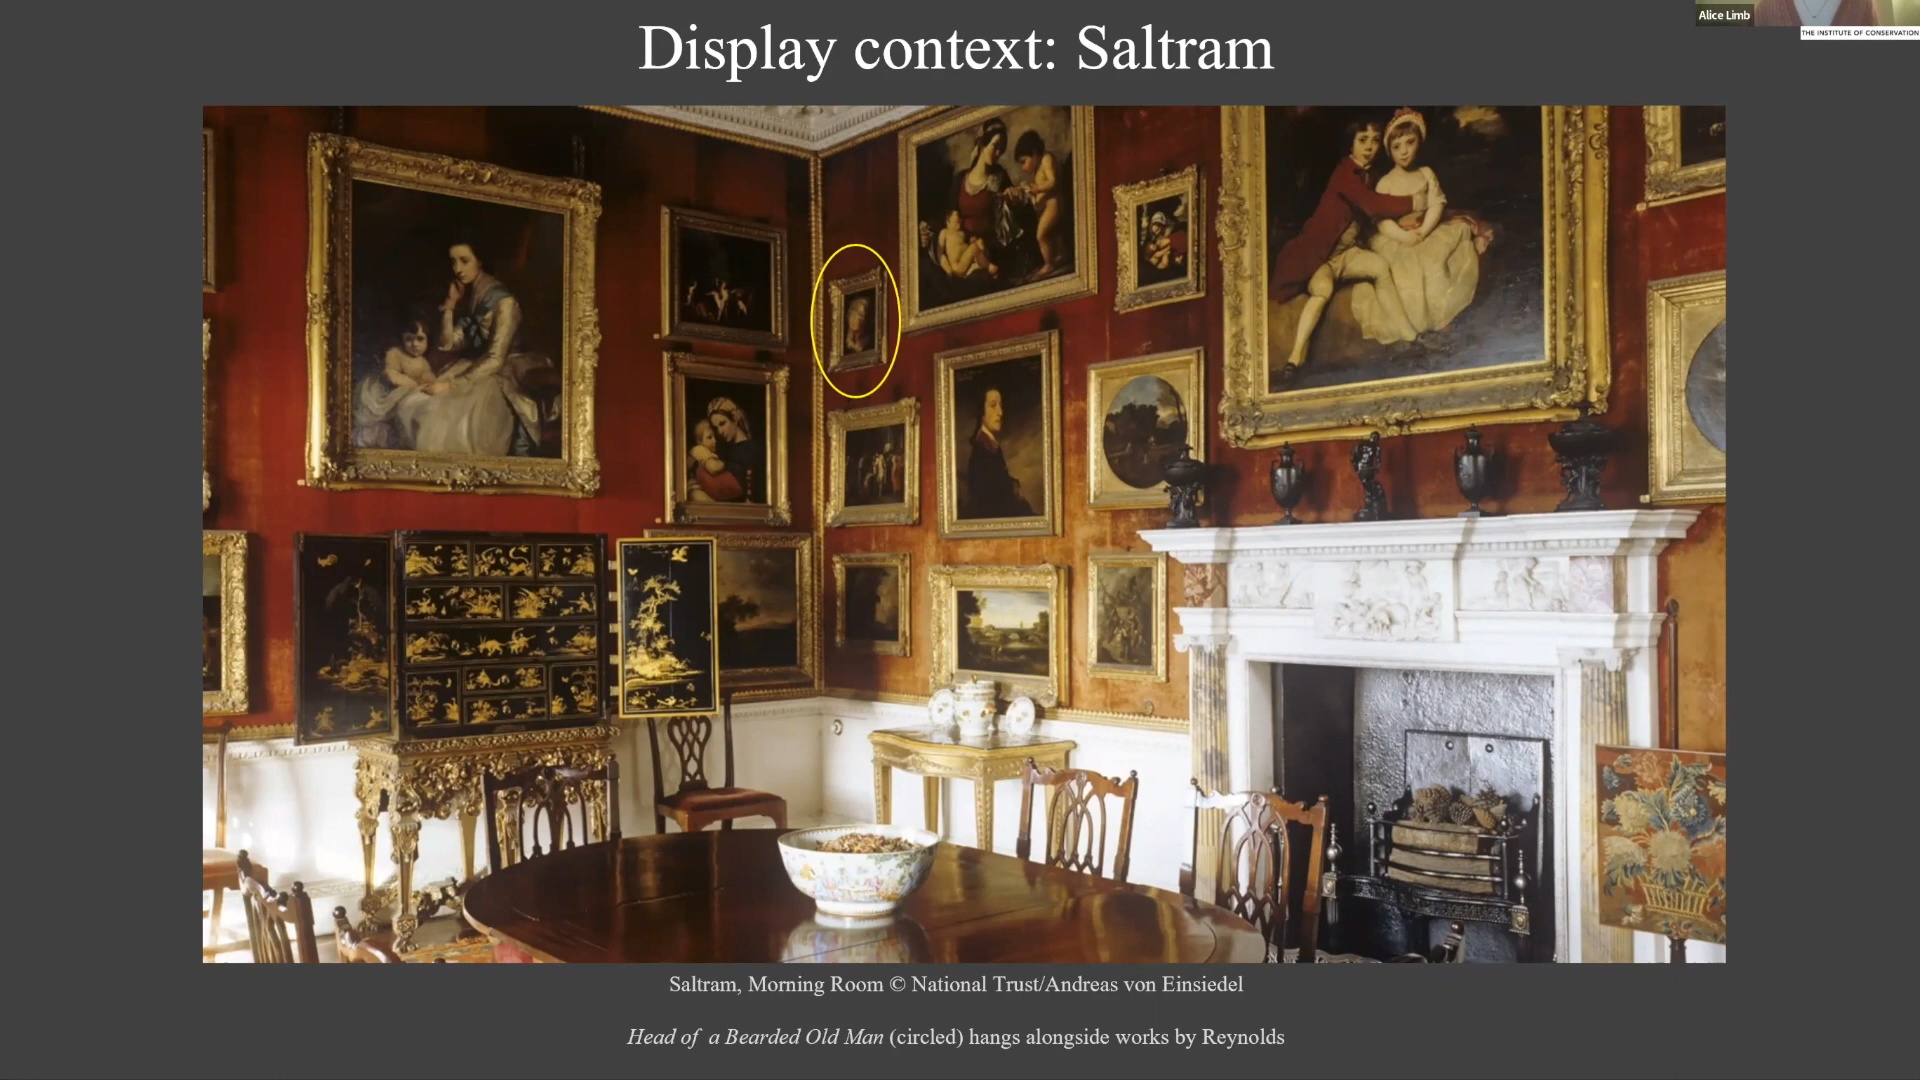 Alice Limb
THE INSTITUTE OF CONSERVATION
Display context: Saltram
Saltram, Morning Room © National Trust/Andreas von Einsiedel
Head of a Bearded Old Man (circled) hangs alongside works by Reynolds